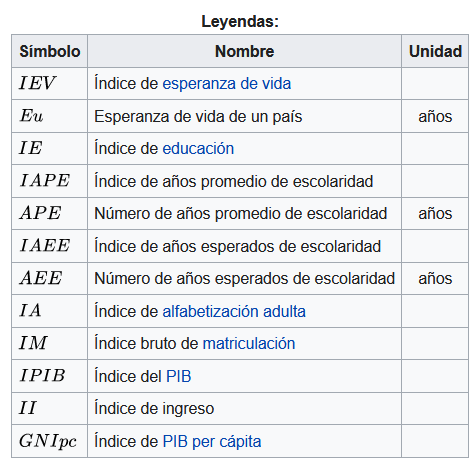 Leyendas:
Símbolo Nombre Unidad
IEV Índice de esperanza de vida
Eu Esperanza de vida de un país años
IE Índice de educación
IAPE Índice de años promedio de escolaridad
APE Número de años promedio de escolaridad años
IAEE Índice de años esperados de escolaridad
AEE Número de años esperados de escolaridad años
IA Índice de alfabetización adulta
IM Índice bruto de matriculación
IPIB Índice del PIB
II Índice de ingreso
GNIpc Índice de PIB per cápita